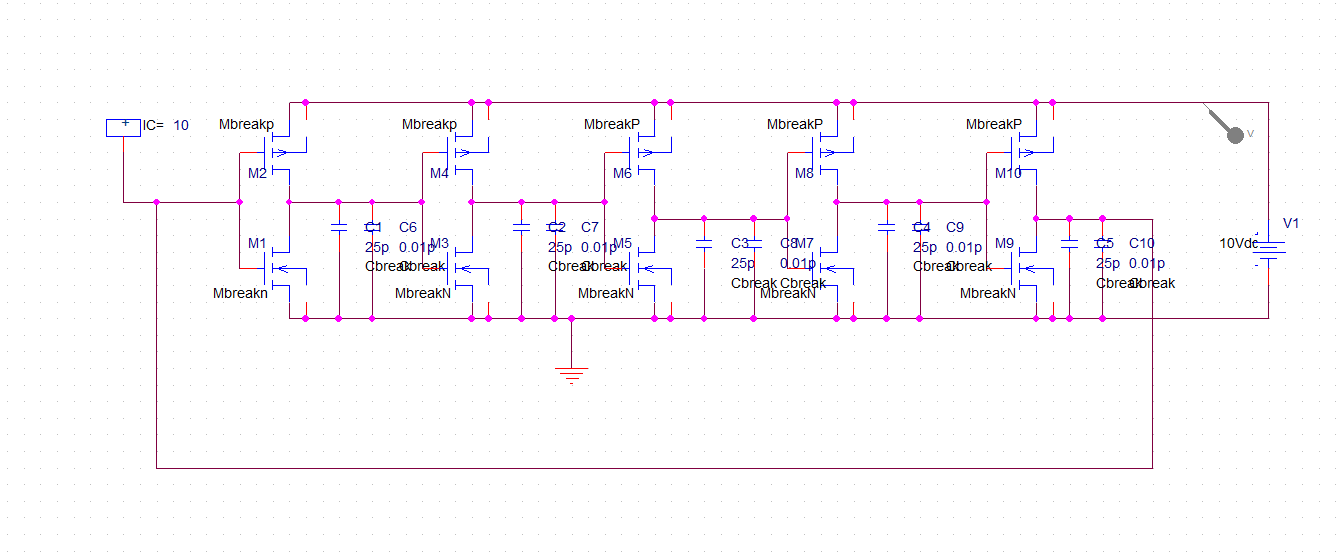 IC= 10
+
Mbreakp
M2
M1
Mbreakn
C1 C6
25p 0.01p
Cbreak Cbreak
Mbreakp
M4
M3
MbreakN
C2 C7
25p 0.01p
Cbreak Cbreak
MbreakP
M6
M5
MbreakN
C3 C8
25p 0.01p
Cbreak Cbreak
MbreakP
M8
M7
MbreakN
C4 C9
25p 0.01p
Cbreak Cbreak
MbreakP
M10
M9
MbreakN
C5 C10
25p 0.01p
Cbreak Cbreak
V
V1
10Vdc